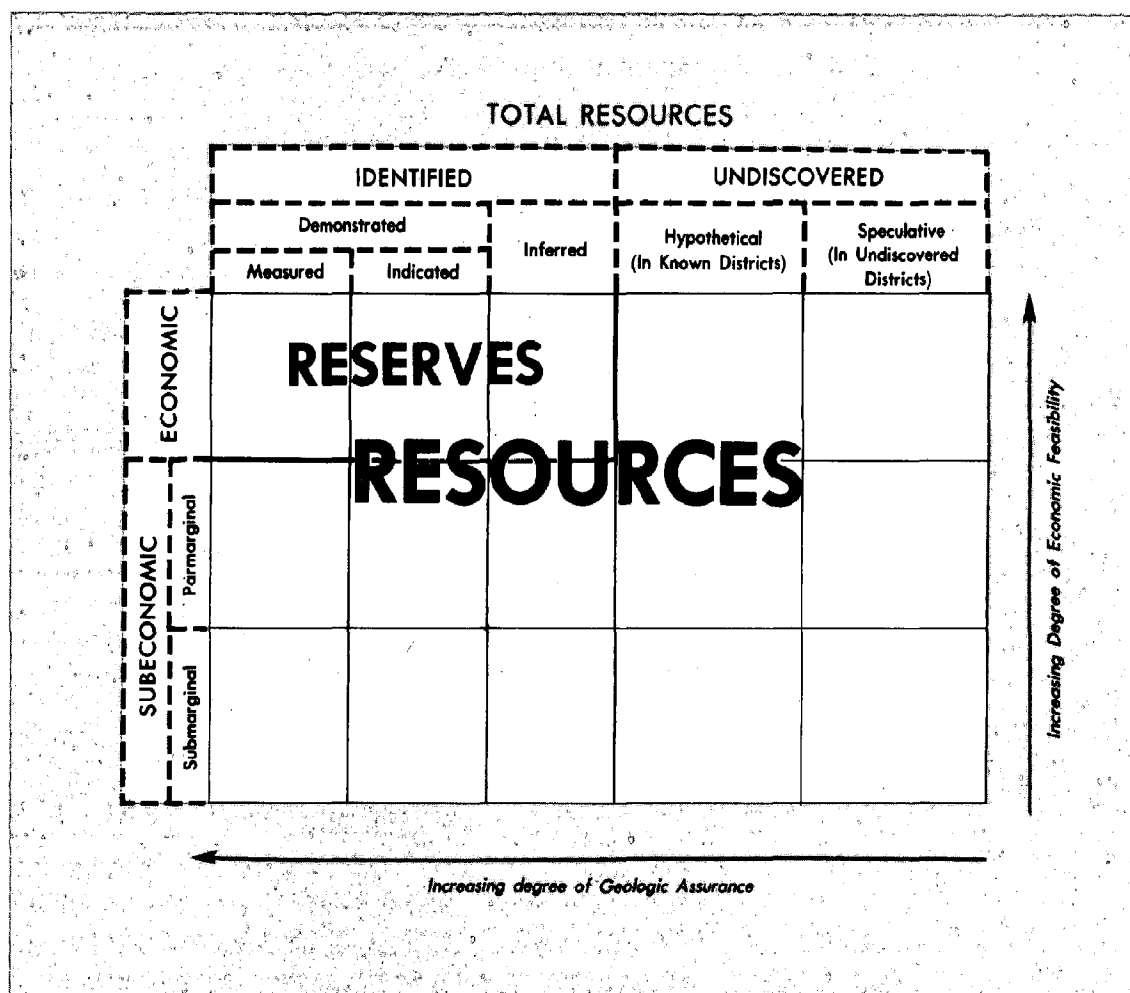 TOTAL RESOURCES
IDENTIFIED
UNDISCOVERED
Demonstrated
Inferred
Hypothetical
(In Known Districts)
Speculative
(In Undiscovered
Districts)
Measured
Indicated
ECONOMIC
RESERVES
RESOURCES
SUBECONOMIC
Paramarginal
Submarginal
Increasing Degree of Economic Feasibility
Increasing degree of Geologic Assurance